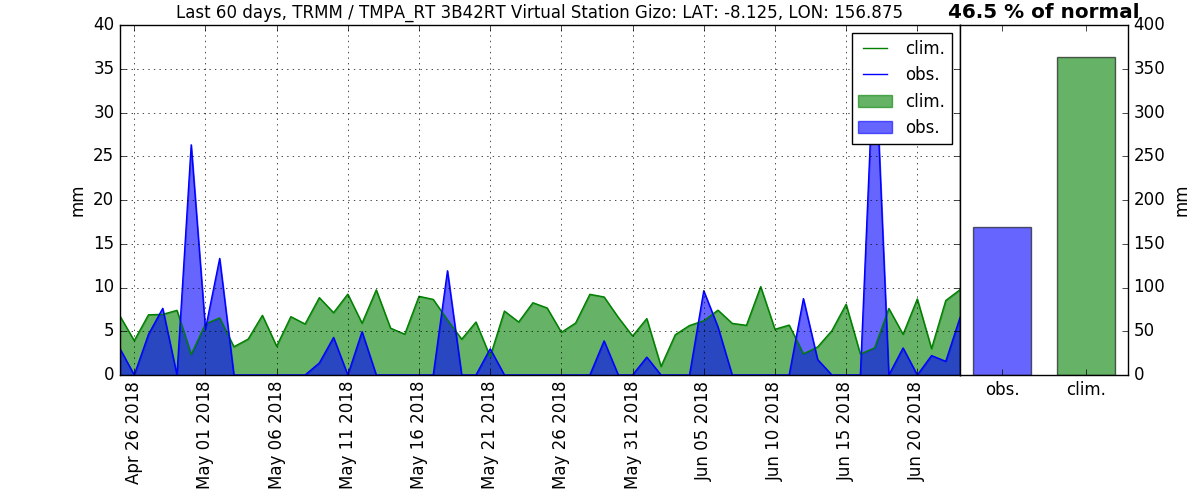 Last 60 days, TRMM / TMPA_RT 3B42RT Virtual Station Gizo: LAT: -8.125, LON: 156.875
46.5 % of normal
40
35
30
25
20
15
10
5
0
mm
clim.
obs.
clim.
obs.
400
350
300
250
200
150
100
50
0
mm
Apr 26 2018
May 01 2018
May 06 2018
May 11 2018
May 16 2018
May 21 2018
May 26 2018
May 31 2018
Jun 05 2018
Jun 10 2018
Jun 15 2018
Jun 20 2018
obs.
clim.